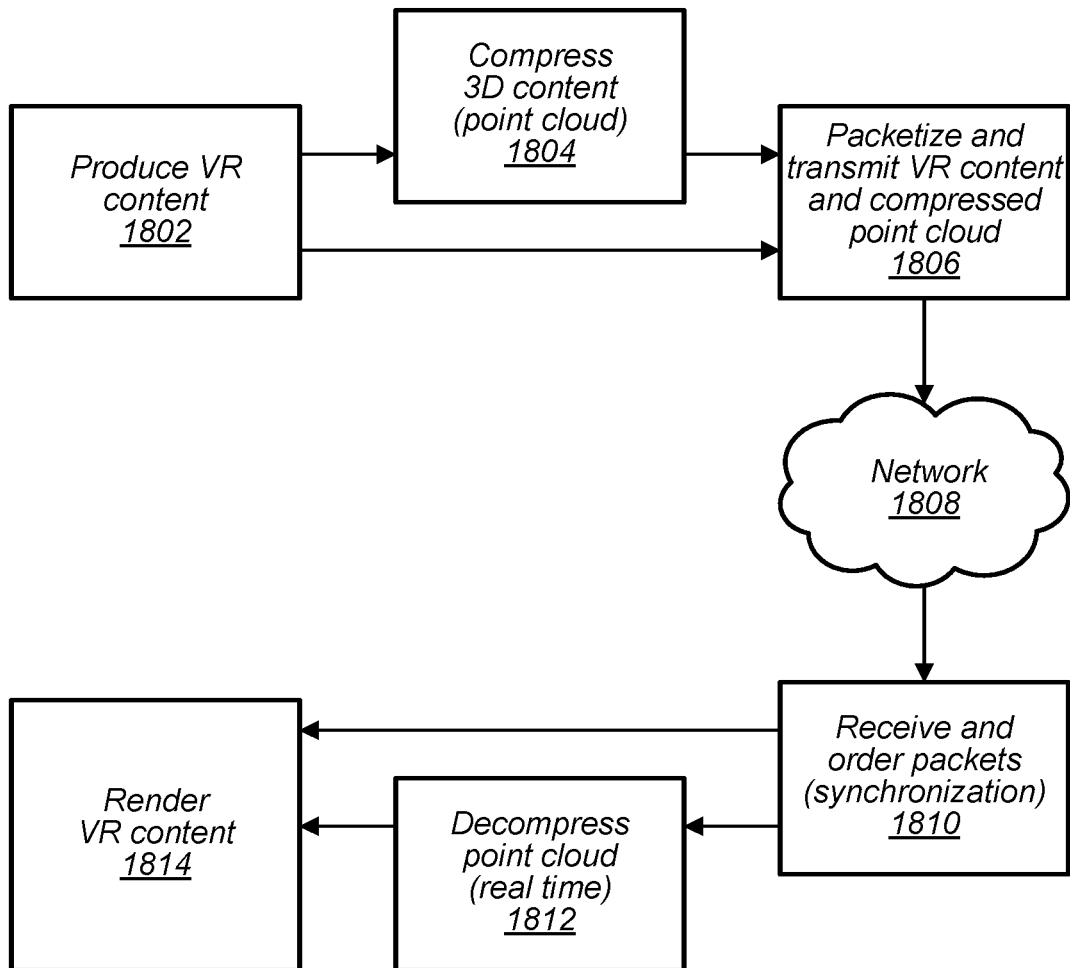 Compress
3D content
(point cloud)
1804
Produce VR
content
1802
Packetize and
transmit VR content
and compressed
point cloud
1806
Network
1808
Receive and
order packets
(synchronization)
1810
Decompress
point cloud
(real time)
1812
Render
VR content
1814